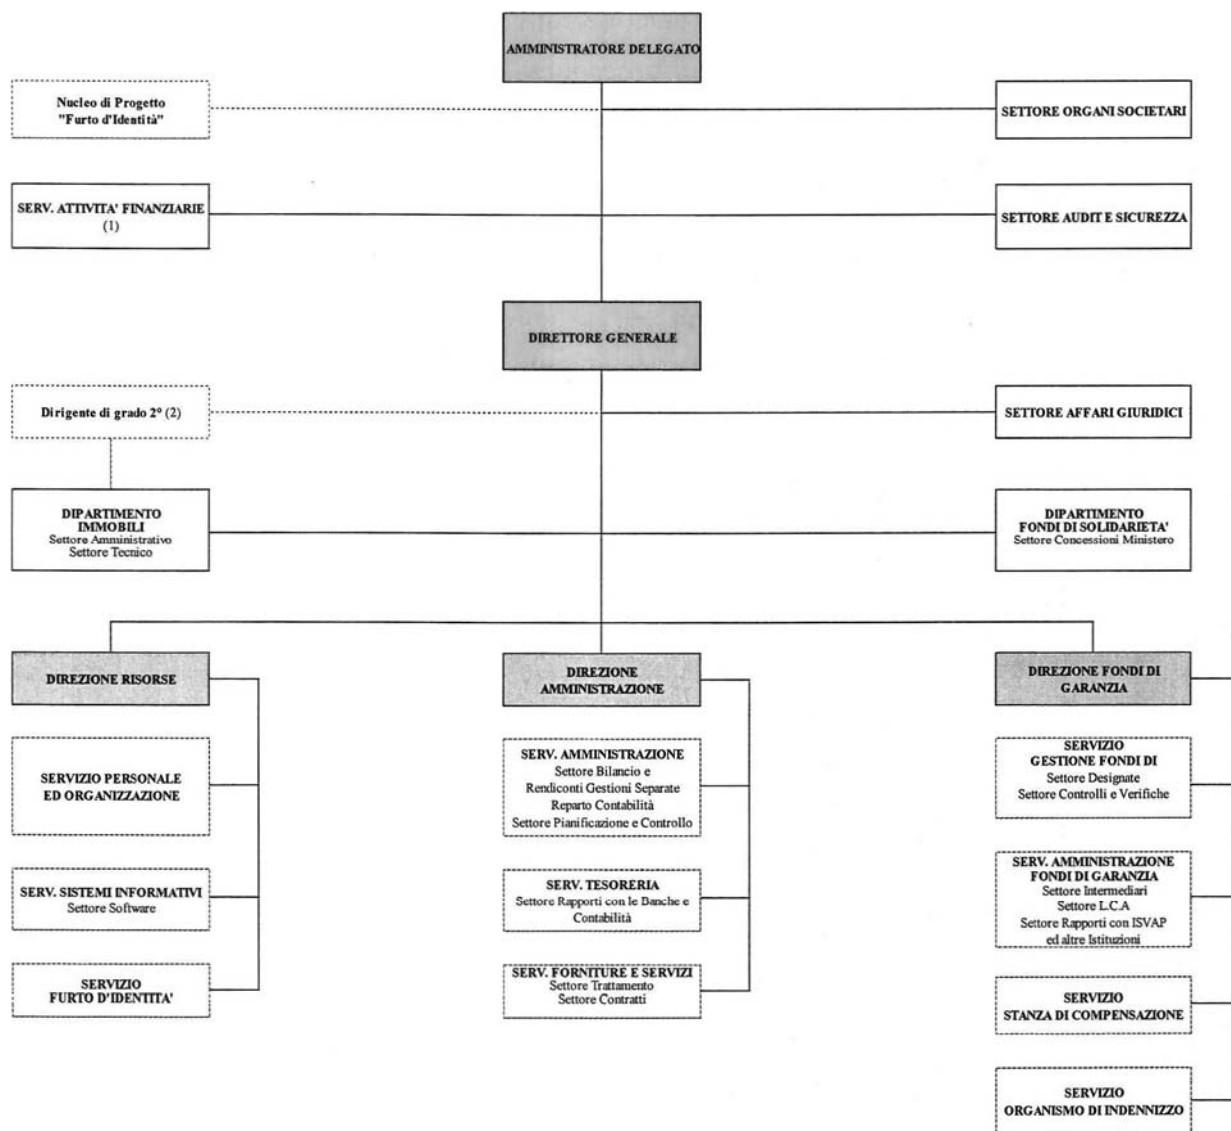 AMMINISTRATORE DELEGATO
Nucleo di Progetto
"Furto d'Identità"
SETTORE ORGANI SOCIETARI
SERV. ATTIVITA' FINANZIARIE
(1)
SETTORE AUDIT E SICUREZZA
DIRETTORE GENERALE
Dirigente di grado 2° (2)
SETTORE AFFARI GIURIDICI
DIPARTIMENTO
IMMOBILI
Settore Amministrativo
Settore Tecnico
DIPARTIMENTO
FONDI DI SOLIDARIETA'
Settore Concessioni Ministero
DIREZIONE RISORSE
SERVIZIO PERSONALE
ED ORGANIZZAZIONE
SERV. SISTEMI INFORMATIVI
Settore Software
SERVIZIO
FURTO D'IDENTITA'
DIREZIONE
AMMINISTRAZIONE
SERV. AMMINISTRAZIONE
Settore Bilancio e
Rendiconti Gestioni Separate
Reparto Contabilità
Settore Pianificazione e Controllo
SERV. TESORERIA
Settore Rapporti con le Banche e
Contabilità
SERV. FORNITURE E SERVIZI
Settore Trattamento
Settore Contratti
DIREZIONE FONDI DI
GARANZIA
SERVIZIO
GESTIONE FONDI DI
Settore Designate
Settore Controlli e Verifiche
SERV. AMMINISTRAZIONE
FONDI DI GARANZIA
Settore Intermediari
Settore L.C.A
Settore Rapporti con ISVAP
ed altre Istituzioni
SERVIZIO
STANZA DI COMPENSAZIONE
SERVIZIO
ORGANISMO DI INDENNIZZO